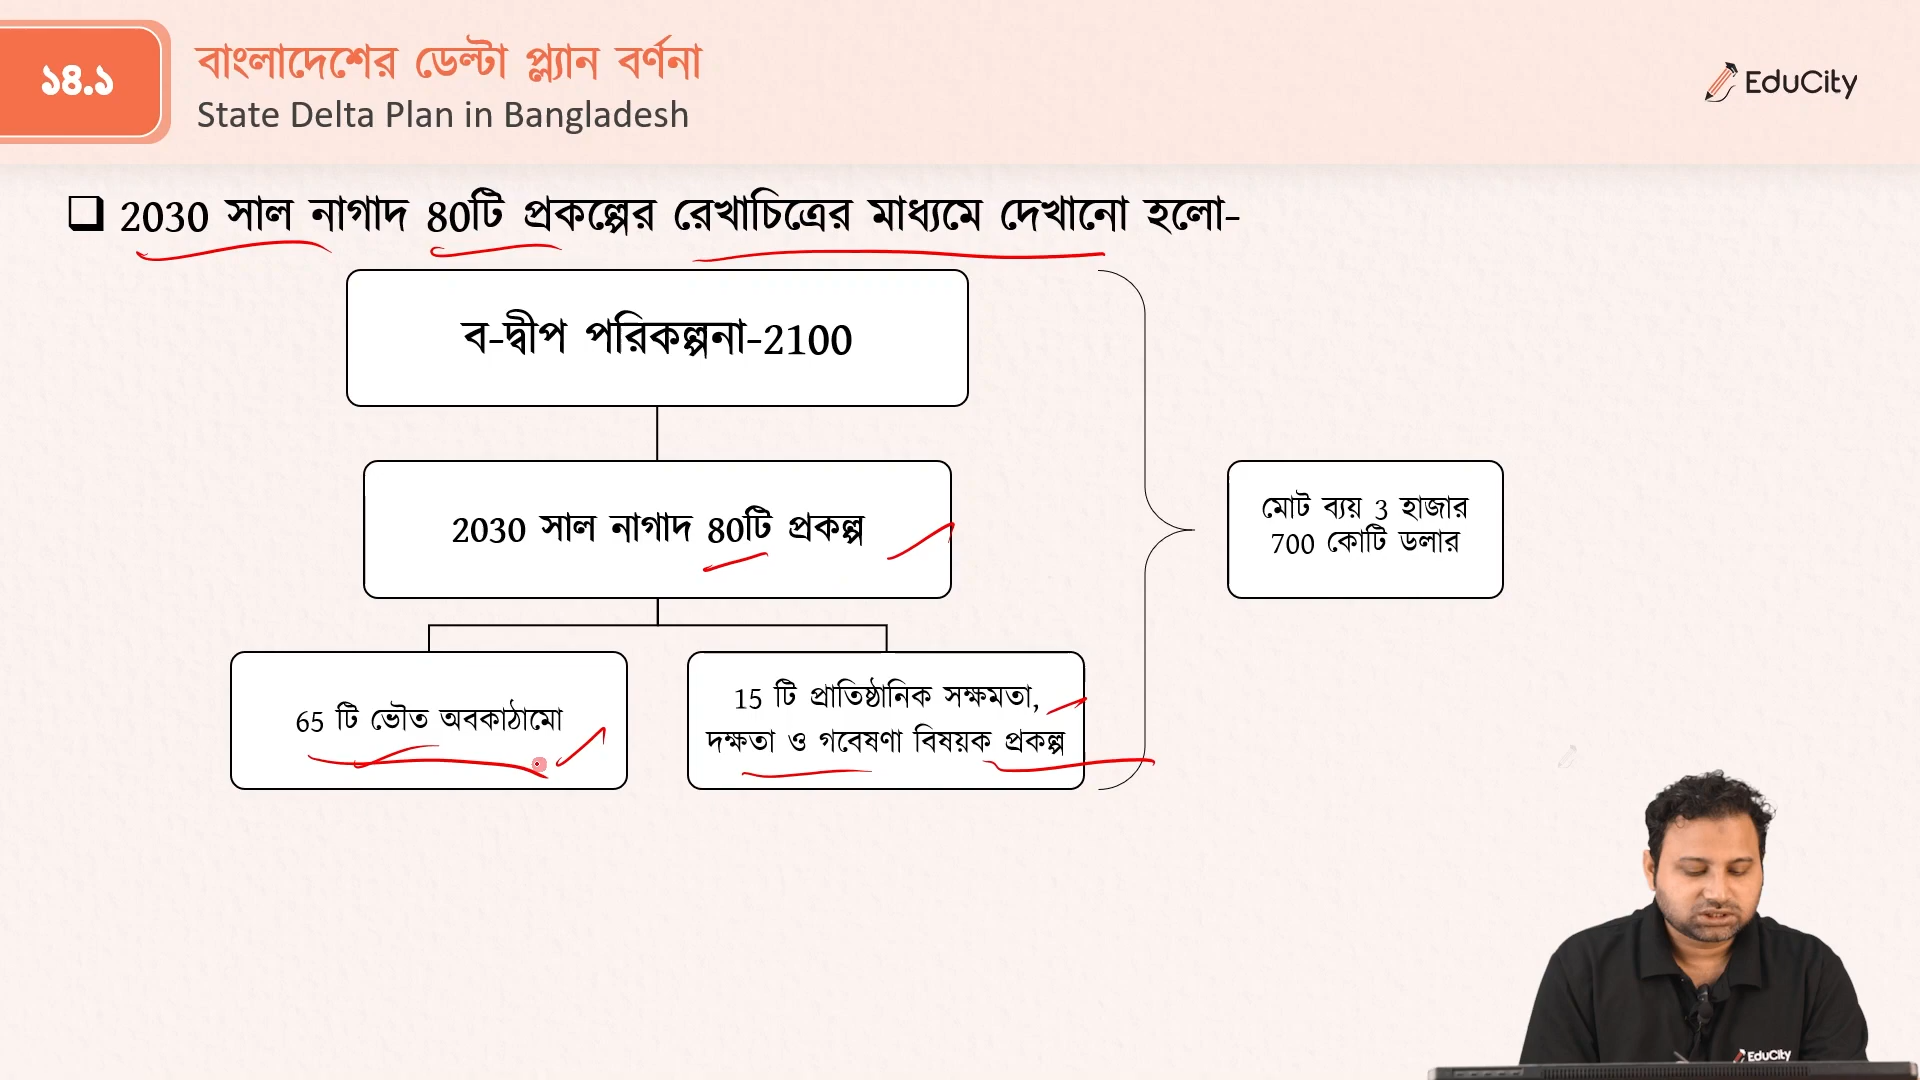 ১৪.১
বাংলাদেশের ডেল্টা প্ল্যান বর্ণনা
State Delta Plan in Bangladesh
EduCity
2030 সাল নাগাদ 80টি প্রকল্পের রেখাচিত্রের মাধ্যমে দেখানো হলো-
ব-দ্বীপ পরিকল্পনা-2100
2030 সাল নাগাদ 80টি প্রকল্প
মোট ব্যয় 3 হাজার
700 কোটি ডলার
65 টি ভৌত অবকাঠামো
15 টি প্রাতিষ্ঠানিক সক্ষমতা,
দক্ষতা ও গবেষণা বিষয়ক প্রকল্প
EduCity